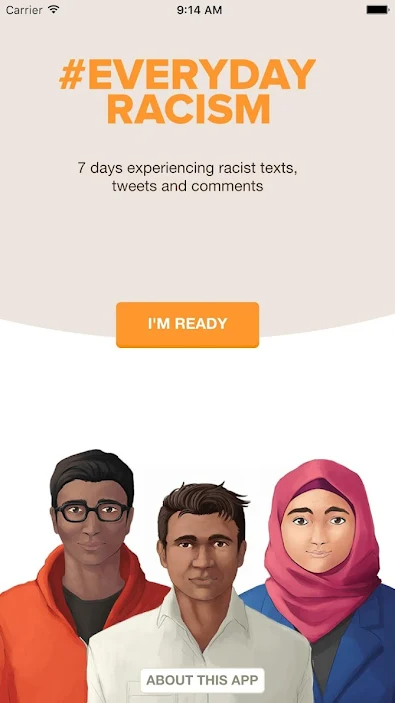 Carrier 9:14 AM
#EVERYDAY
RACISM
7 days experiencing racist texts,
tweets and comments
I'M READY
ABOUT THIS APP